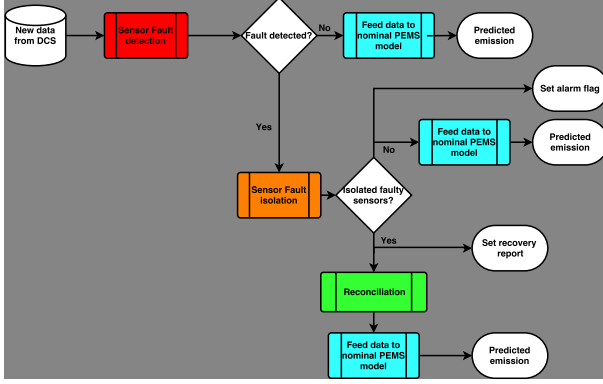 New data
from DCS
Sensor Fault
detection
Fault detected?
No
Feed data to
nominal PEMS
model
Predicted
emission
Set alarm flag
Yes
No
Feed data to
nominal PEMS
model
Predicted
emission
Sensor Fault
isolation
Isolated faulty
sensors?
Yes
Set recovery
report
Reconciliation
Feed data to
nominal PEMS
model
Predicted
emission